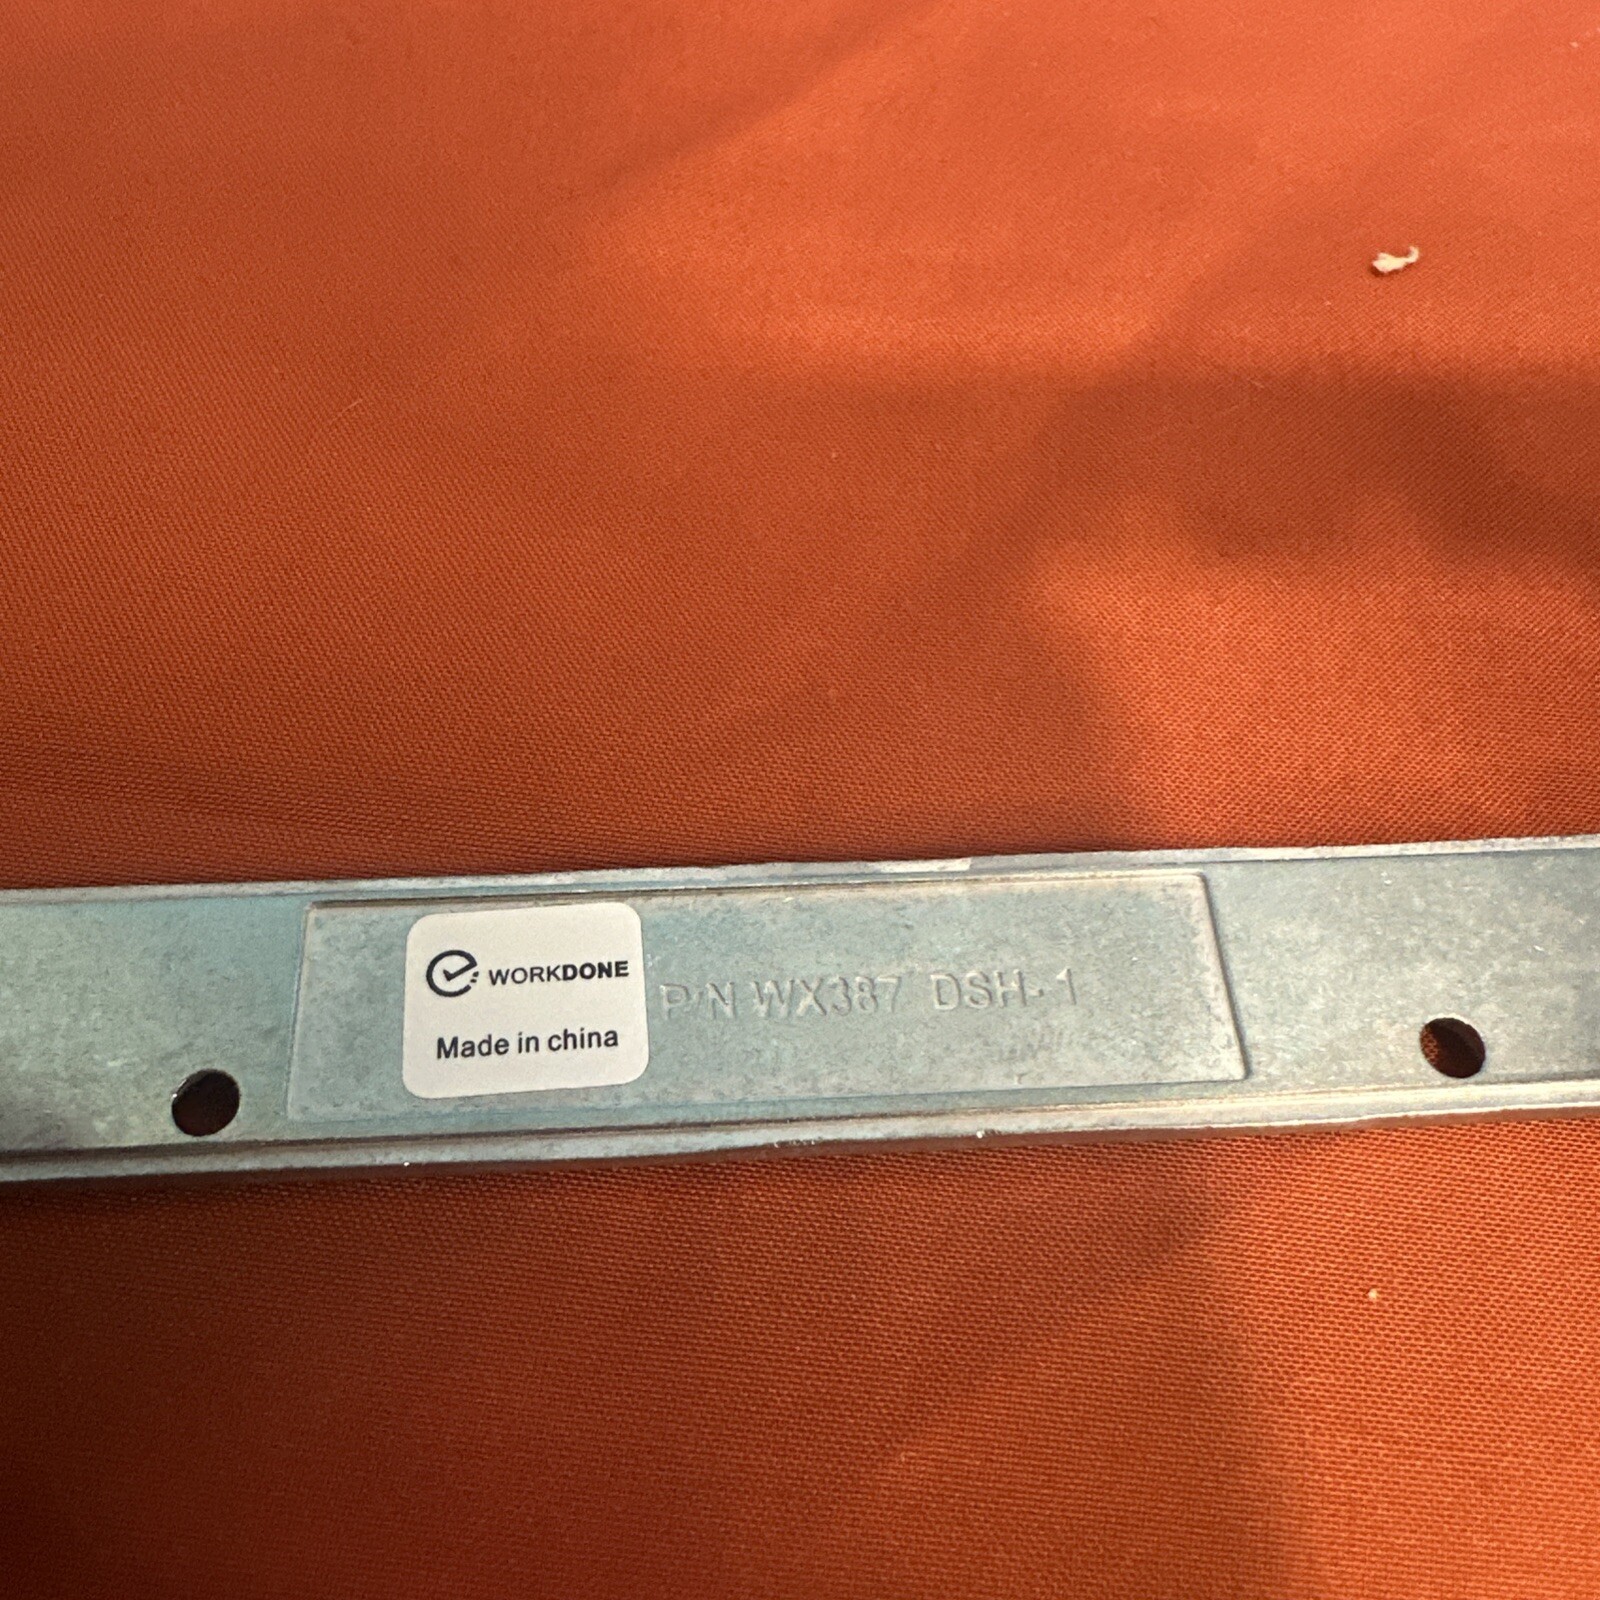 WORKDONE
Made in china
P/N WX387 DSH-1